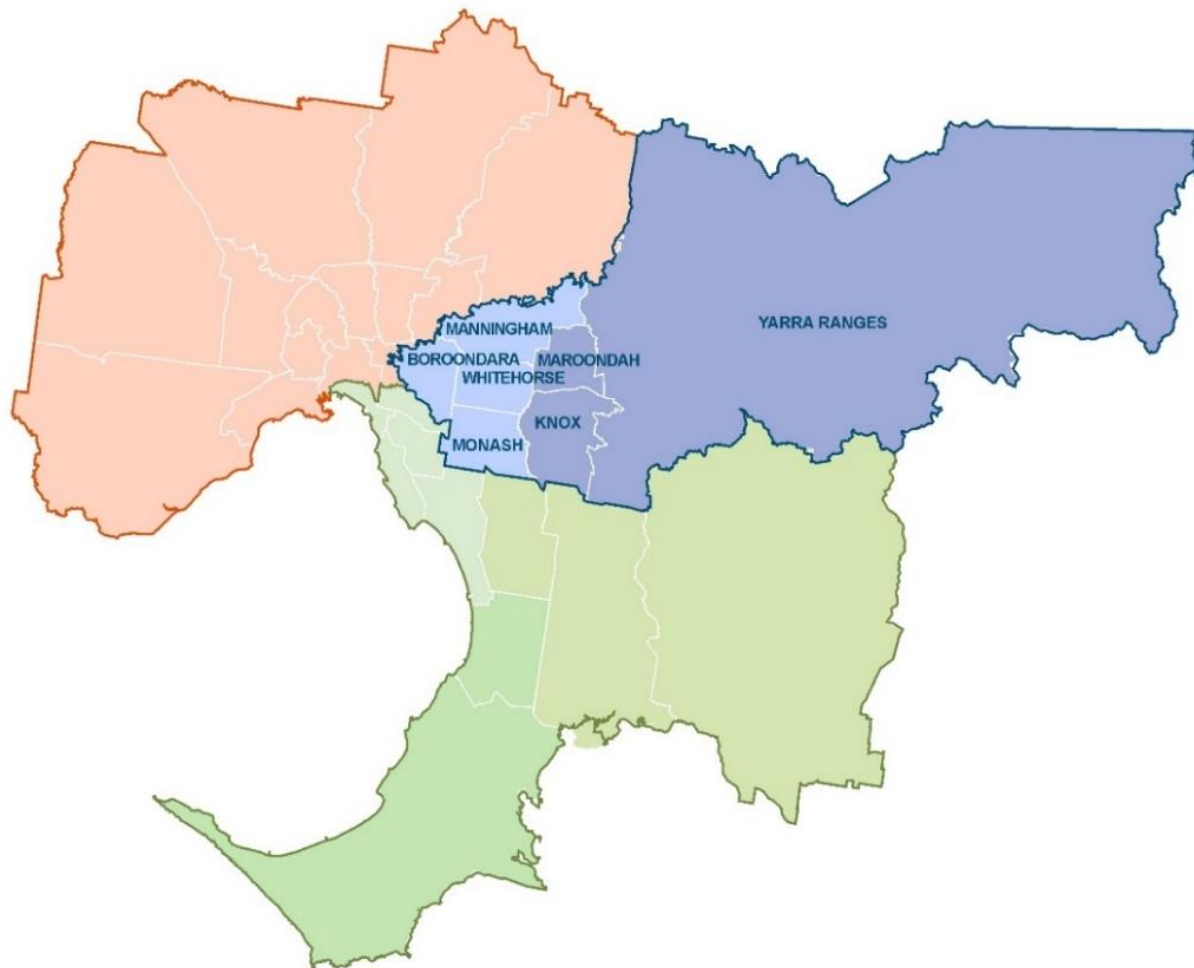 YARRA RANGES
MANNINGHAM
BOROONDARA
MAROONDAH
WHITEHORSE
KNOX
MONASH